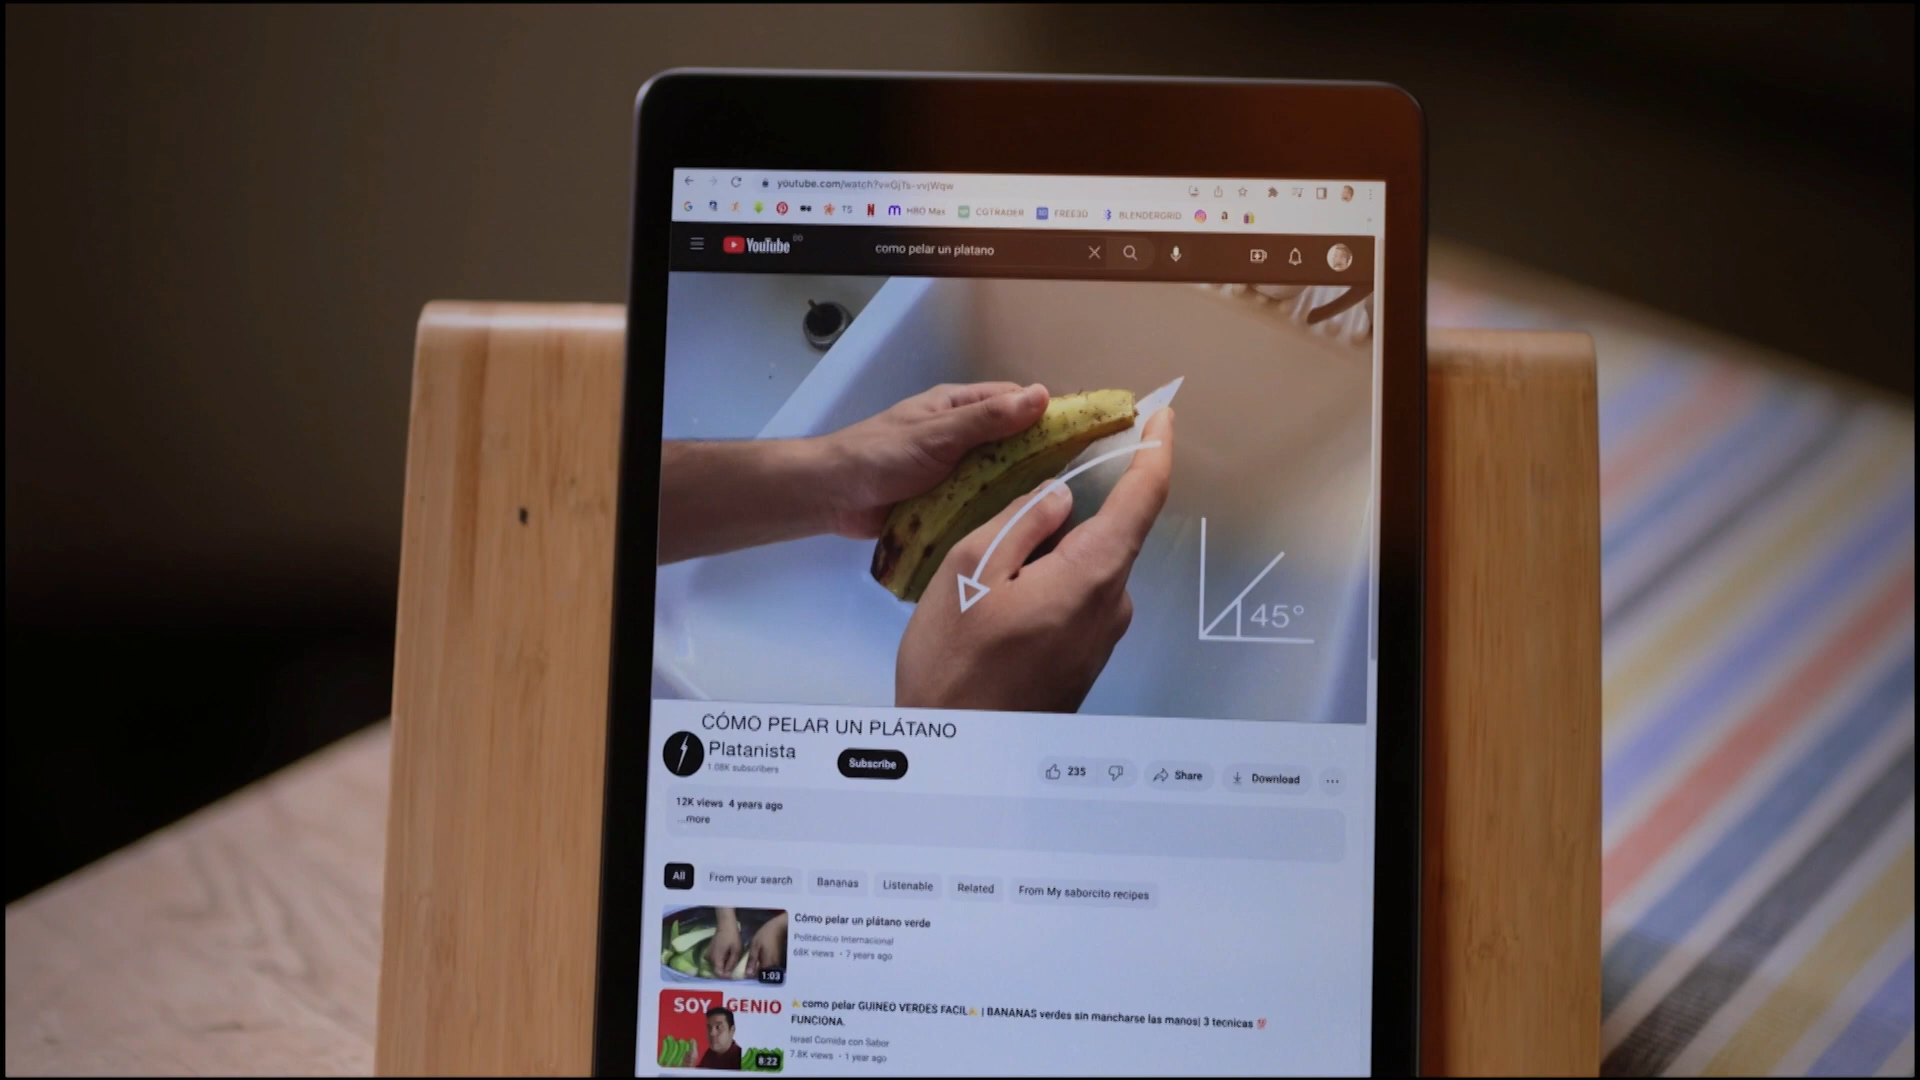 youtube.com/watch?v=GjTs-vvjWqw
TS
HBO Max
CGTRADER
FREE3D
BLENDERGRID
YouTube DO
como pelar un platano
45°
CÓMO PELAR UN PLÁTANO
Platanista
1.08K subscribers
Subscribe
235
Share
Download
12K views 4 years ago
...more
All
From your search
Bananas
Listenable
Related
From My saborcito recipes
Cómo pelar un plátano verde
Politécnico Internacional
68K views • 7 years ago
1:03
SOY GENIO
8:22
como pelar GUINEO VERDES FACIL | BANANAS verdes sin mancharse las manos| 3 tecnicas 💯
FUNCIONA.
Israel Comida con Sabor
7.8K views • 1 year ago